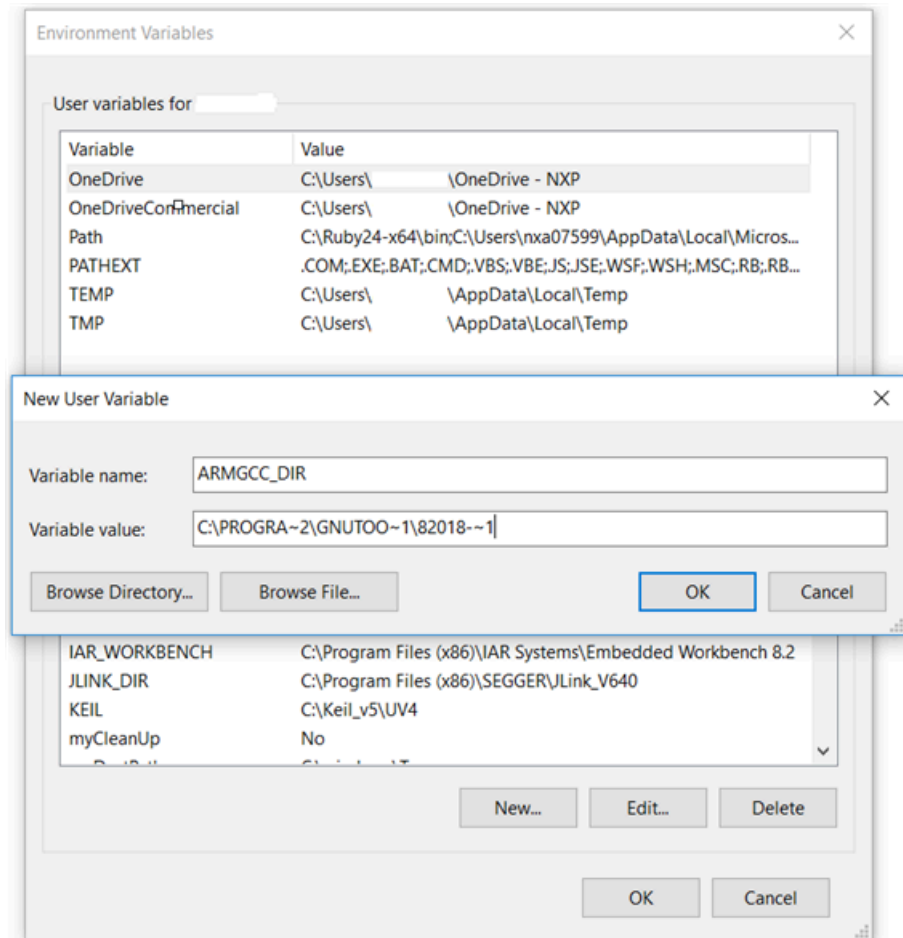 Environment Variables
User variables for
Variable Value
OneDrive C:\Users\ \OneDrive - NXP
OneDriveCommercial C:\Users\ \OneDrive - NXP
Path C:\Ruby24-x64\bin;C:\Users\nxa07599\AppData\Local\Micros...
PATHEXT .COM;.EXE;.BAT;.CMD;.VBS;.VBE;.JS;.JSE;.WSF;.WSH;.MSC;.RB;.RB...
TEMP C:\Users\ \AppData\Local\Temp
TMP C:\Users\ \AppData\Local\Temp
New User Variable
Variable name: ARMGCC_DIR
Variable value: C:\PROGRA~2\GNUTOO~1\82018-~1
Browse Directory... Browse File... OK Cancel
IAR_WORKBENCH C:\Program Files (x86)\IAR Systems\Embedded Workbench 8.2
JLINK_DIR C:\Program Files (x86)\SEGGER\JLink_V640
KEIL C:\Keil_v5\UV4
myCleanUp No
New... Edit... Delete
OK Cancel